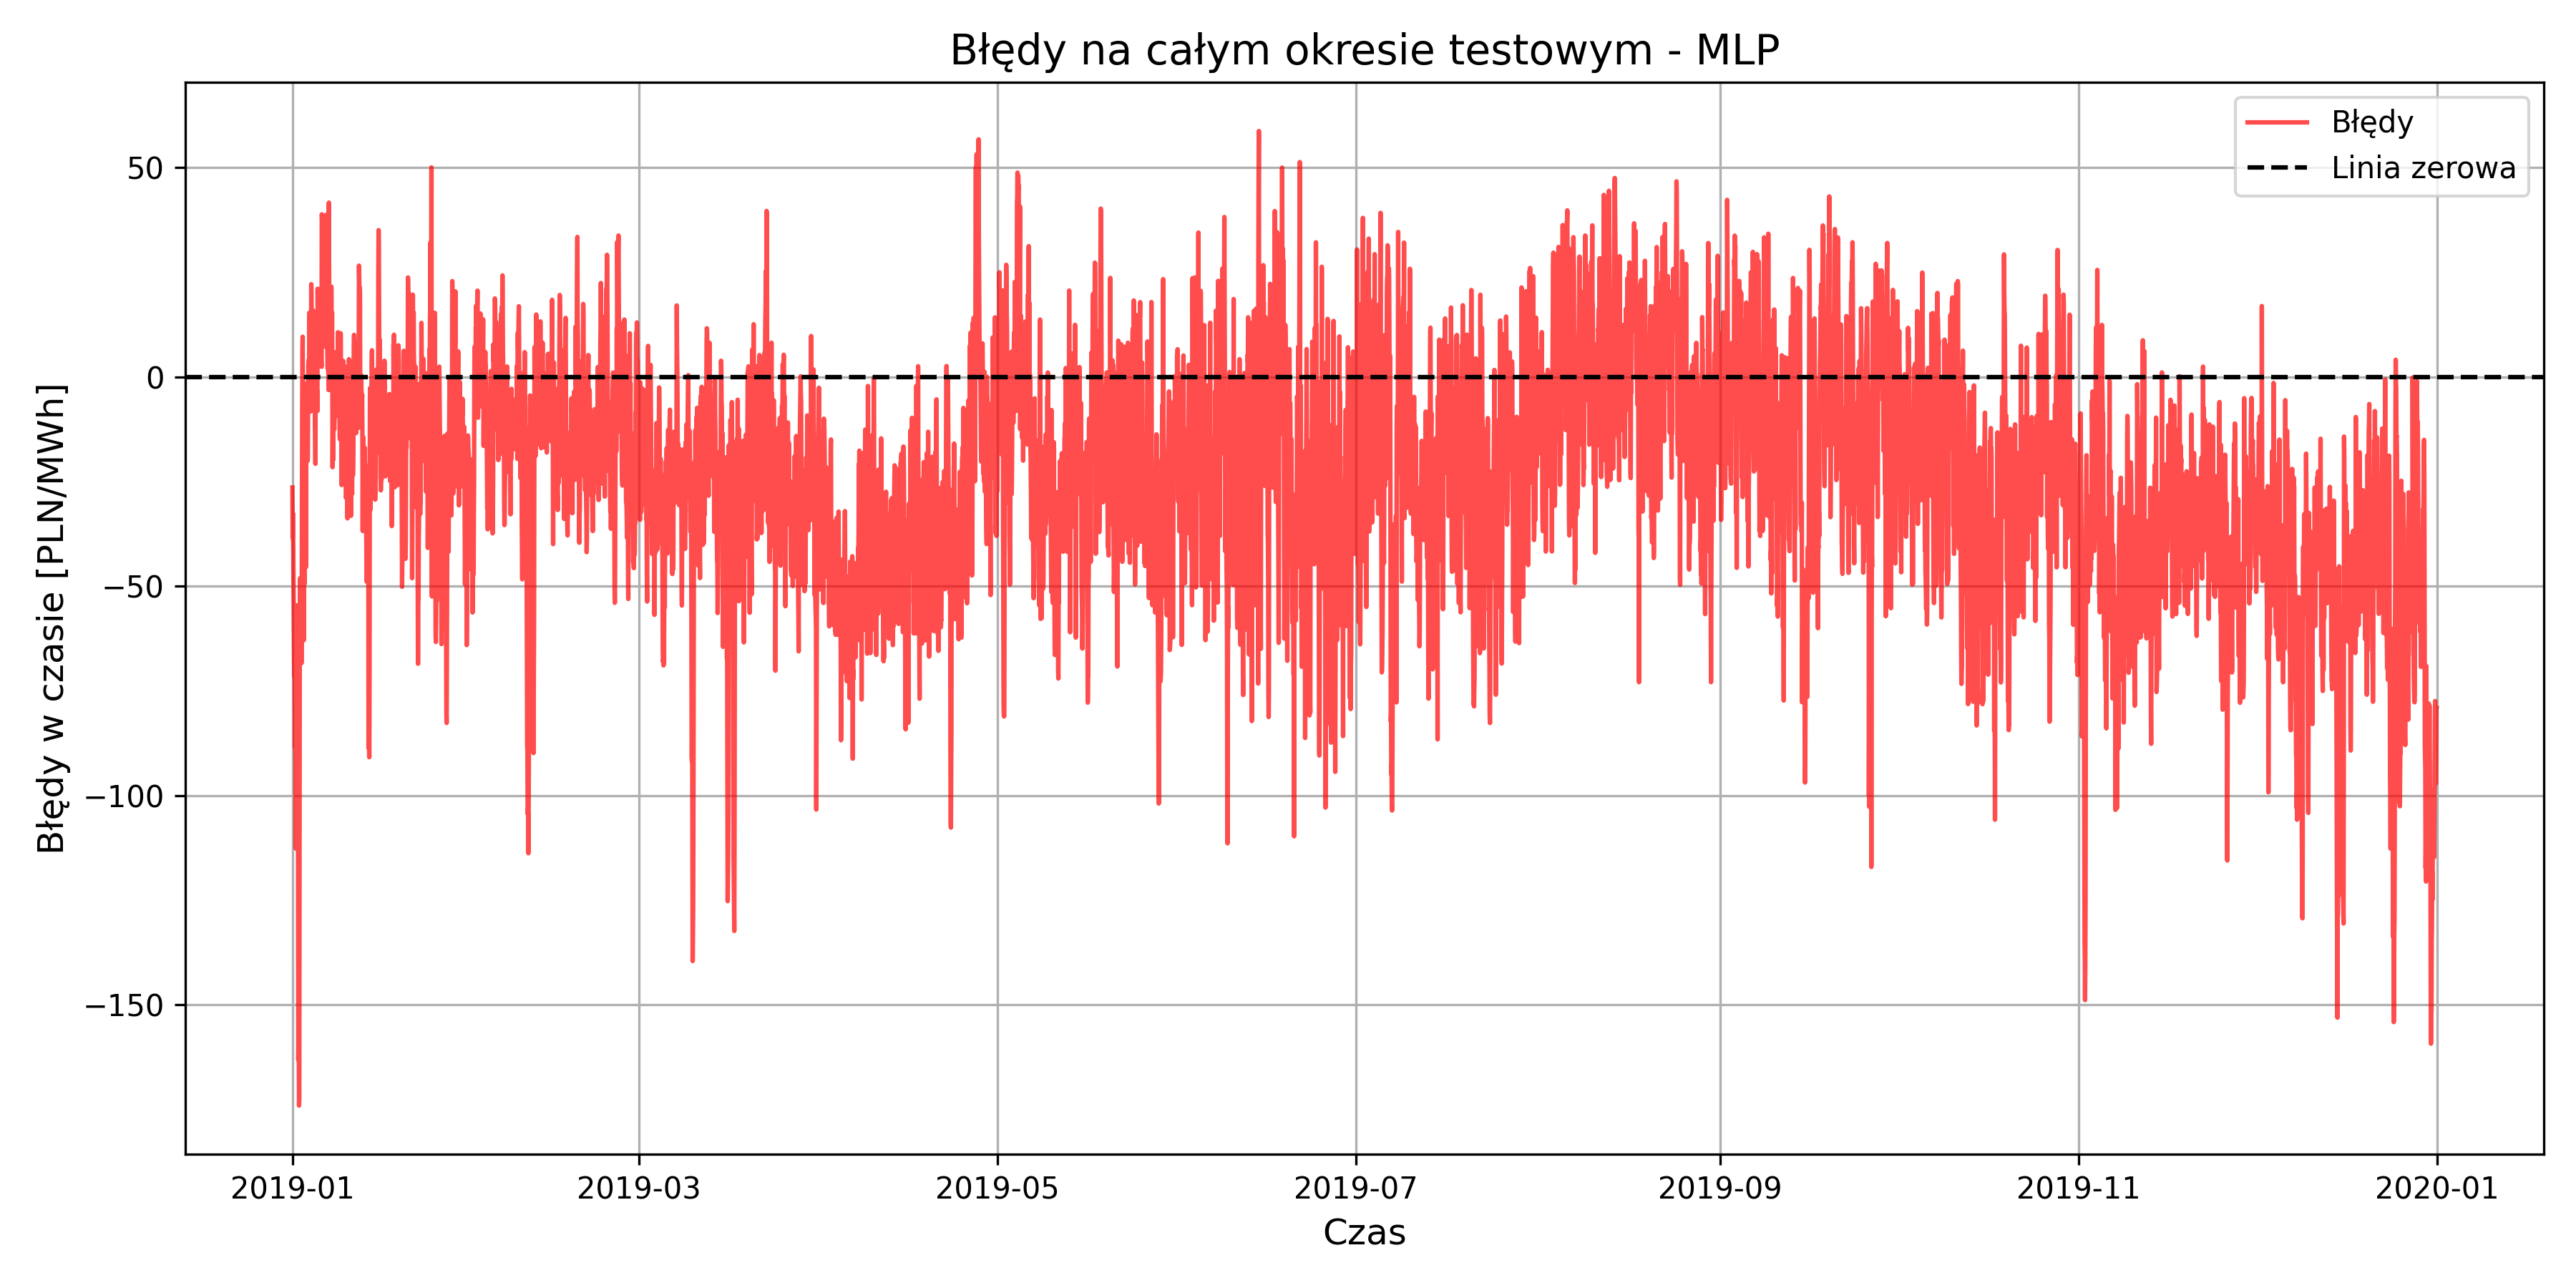 Błędy na całym okresie testowym - MLP
Błędy
Linia zerowa
Błędy w czasie [PLN/MWh]
50
0
−50
−100
−150
2019-01
2019-03
2019-05
2019-07
2019-09
2019-11
2020-01
Czas